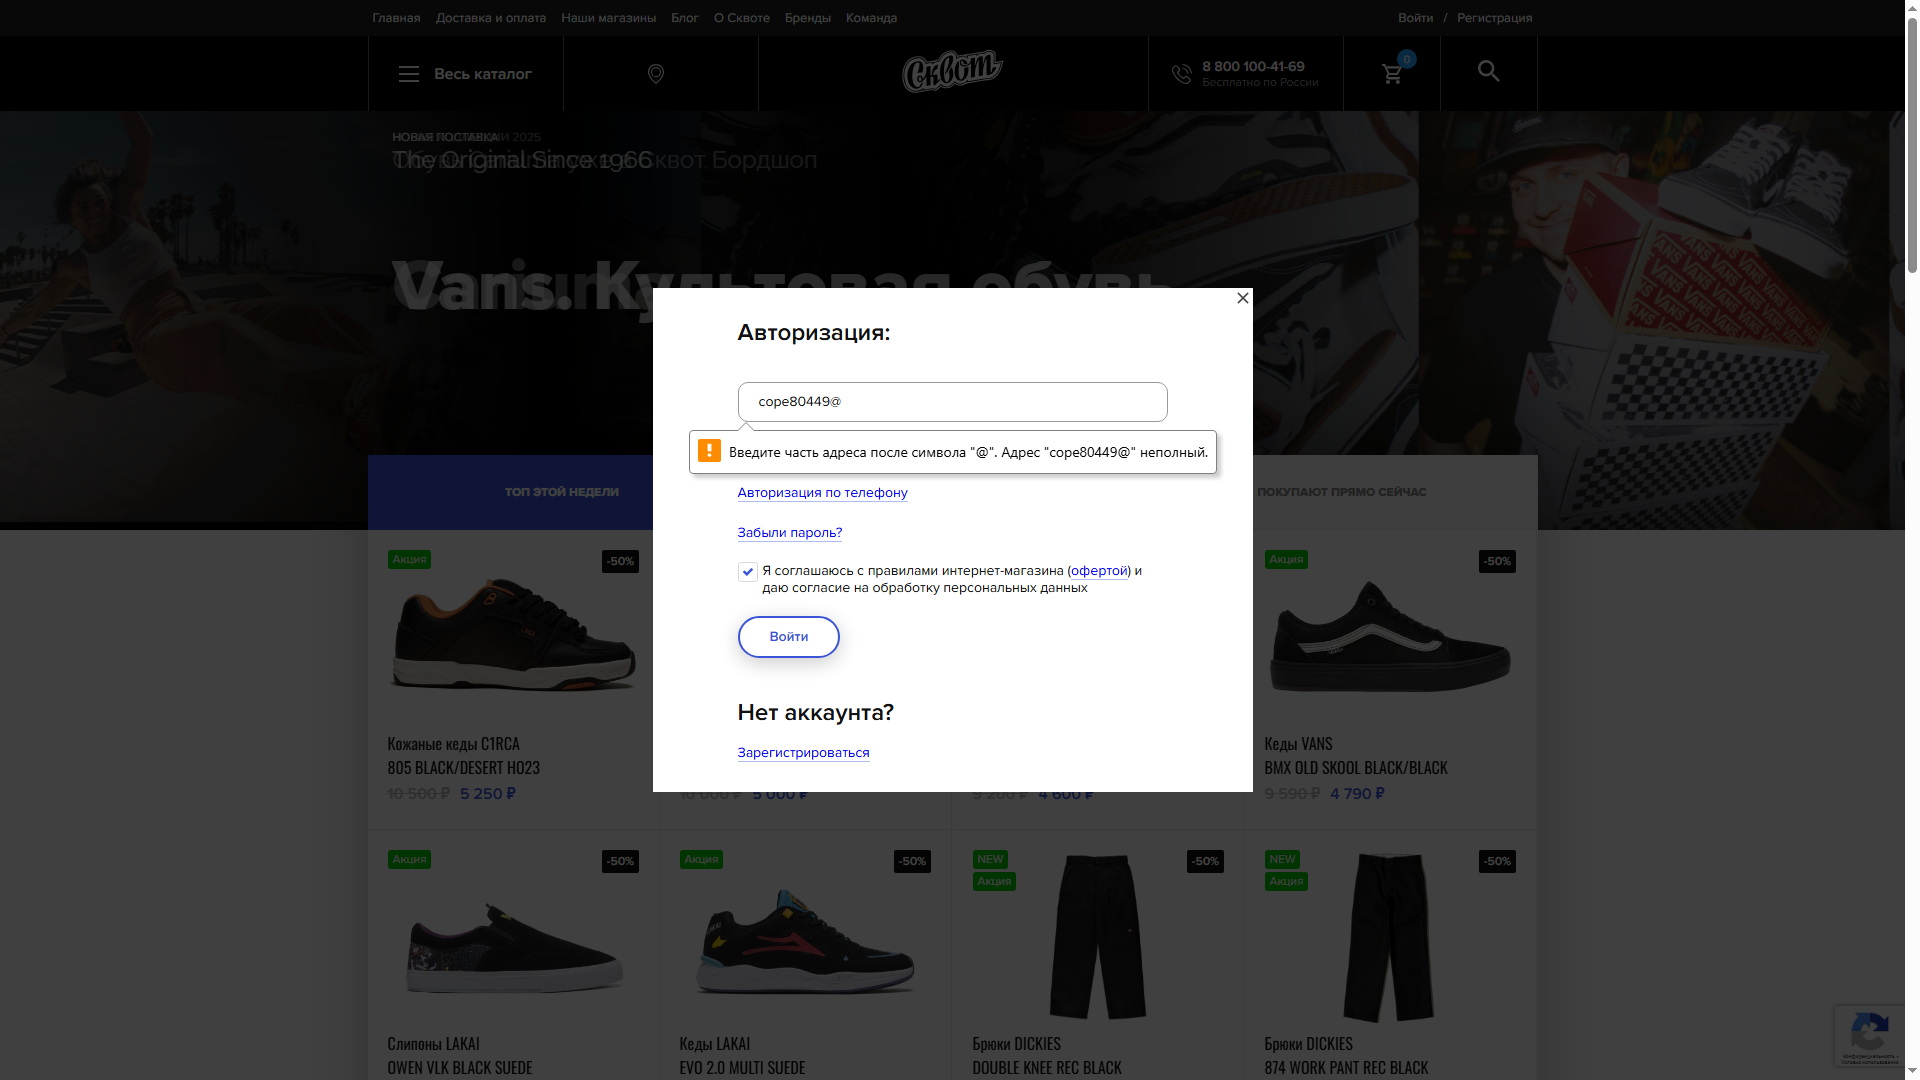 Главная Доставка и оплата Наши магазины Блог О Сквоте Бренды Команда Войти / Регистрация
Весь каталог
Сквот
8 800 100-41-69
Бесплатно по России
0
НОВАЯ ПОСТАВКА 2025
The Original Since 1966 Сквот Бордшоп
Vans. Культовая обувь
Авторизация:
cope80449@
Введите часть адреса после символа "@". Адрес "cope80449@" неполный.
Авторизация по телефону
Забыли пароль?
Я соглашаюсь с правилами интернет-магазина (офертой) и
даю согласие на обработку персональных данных
Войти
Нет аккаунта?
Зарегистрироваться
ТОП ЭТОЙ НЕДЕЛИ
ПОКУПАЮТ ПРЯМО СЕЙЧАС
Акция -50%
Кожаные кеды C1RCA
805 BLACK/DESERT HO23
10 500 ₽ 5 250 ₽
10 000 ₽ 5 000 ₽
9 200 ₽ 4 600 ₽
Акция -50%
Кеды VANS
BMX OLD SKOOL BLACK/BLACK
9 590 ₽ 4 790 ₽
Акция -50%
Слипоны LAKAI
OWEN VLK BLACK SUEDE
Акция -50%
Кеды LAKAI
EVO 2.0 MULTI SUEDE
NEW
Акция -50%
Брюки DICKIES
DOUBLE KNEE REC BLACK
NEW
Акция -50%
Брюки DICKIES
874 WORK PANT REC BLACK